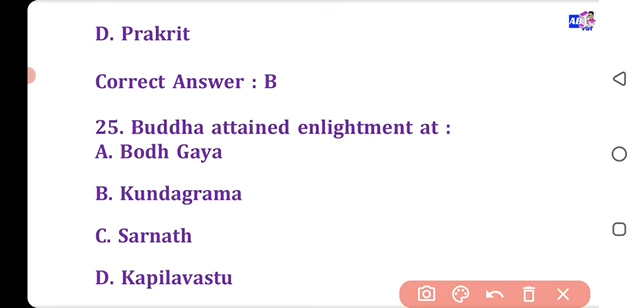 D. Prakrit
Correct Answer : B
25. Buddha attained enlightment at :
A. Bodh Gaya
B. Kundagrama
C. Sarnath
D. Kapilavastu